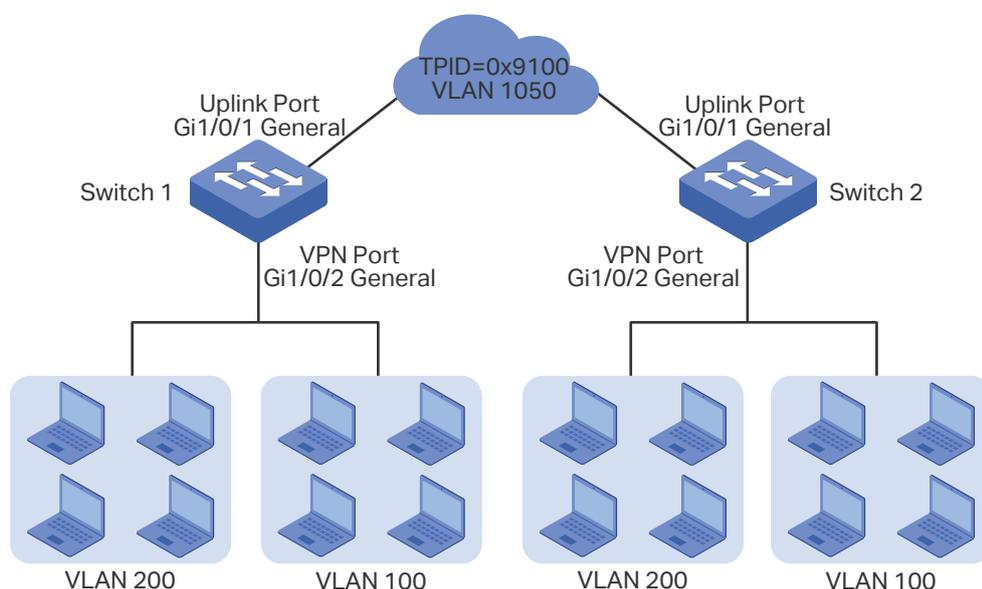 TPID=0x9100
VLAN 1050
Uplink Port
Gi1/0/1 General
Uplink Port
Gi1/0/1 General
Switch 1
Switch 2
VPN Port
Gi1/0/2 General
VPN Port
Gi1/0/2 General
VLAN 200
VLAN 100
VLAN 200
VLAN 100